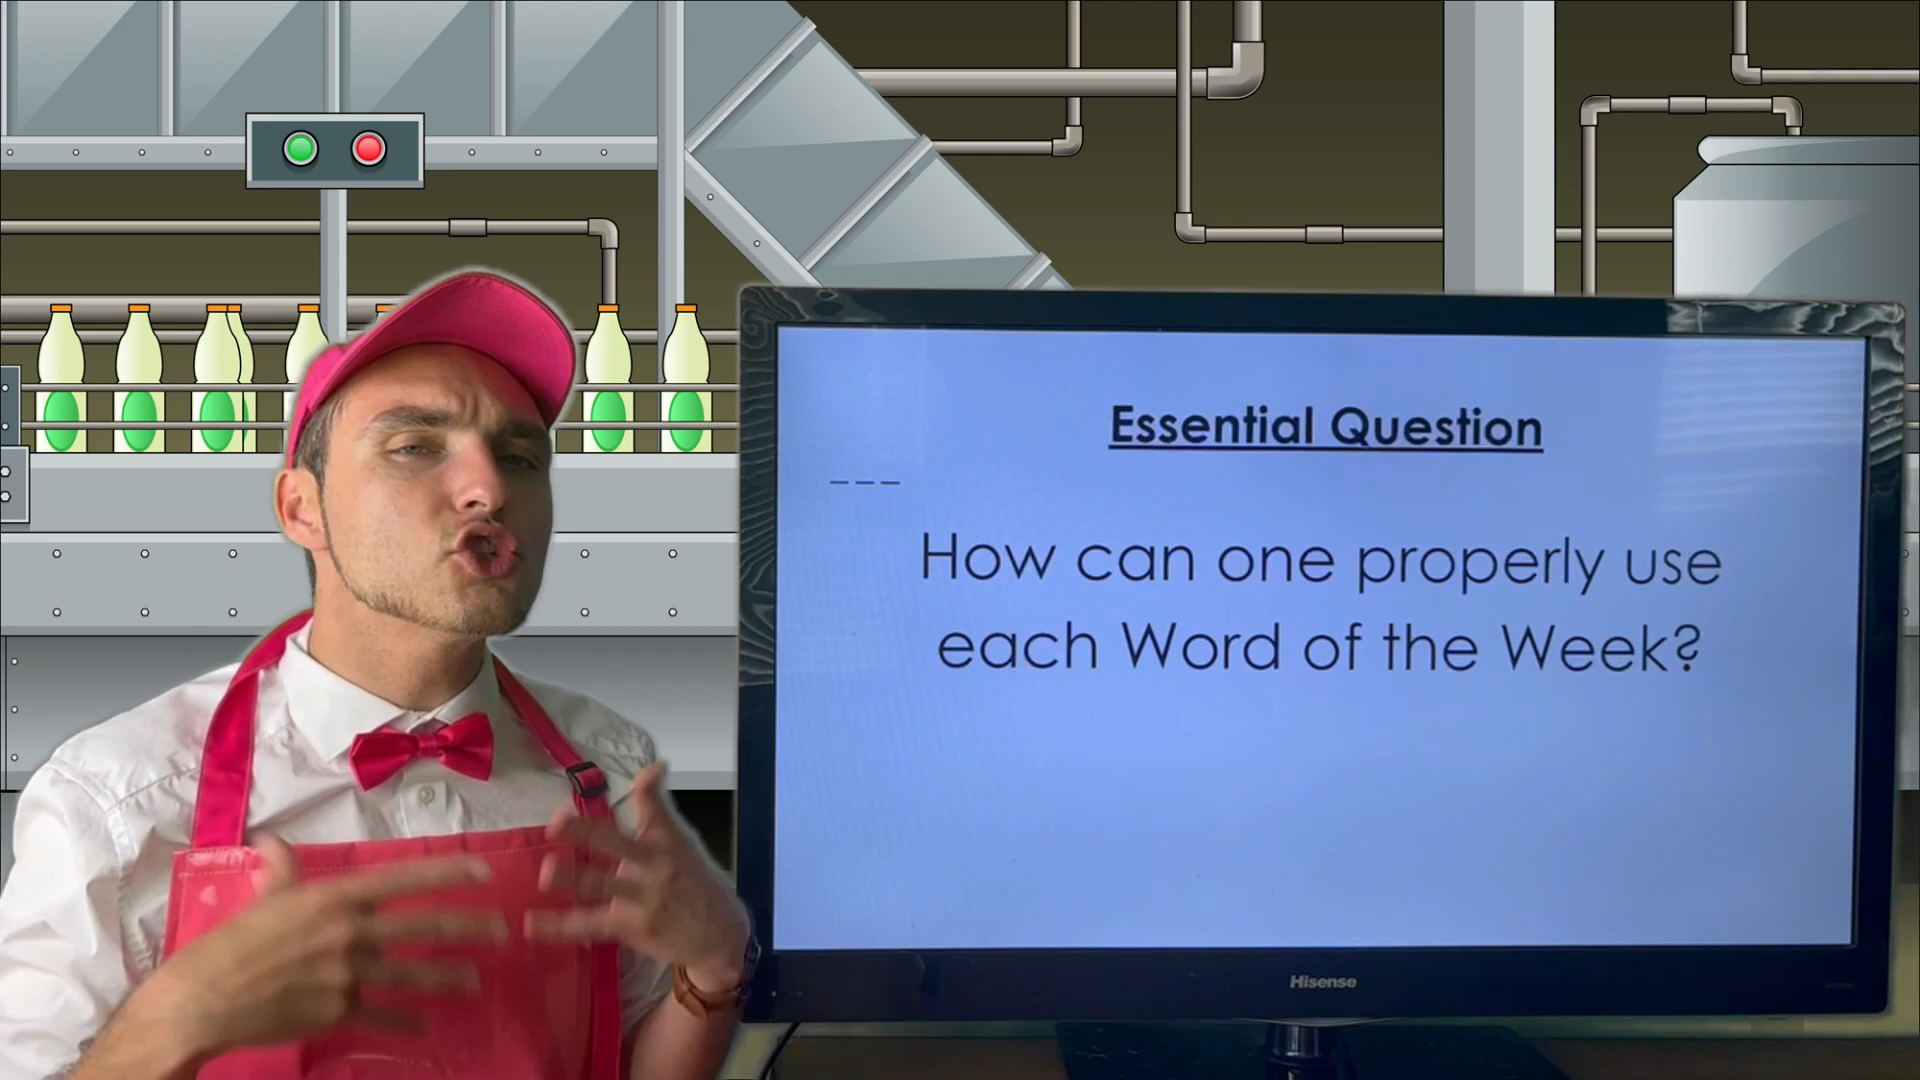 Essential Question
---
How can one properly use
each Word of the Week?
Hisense